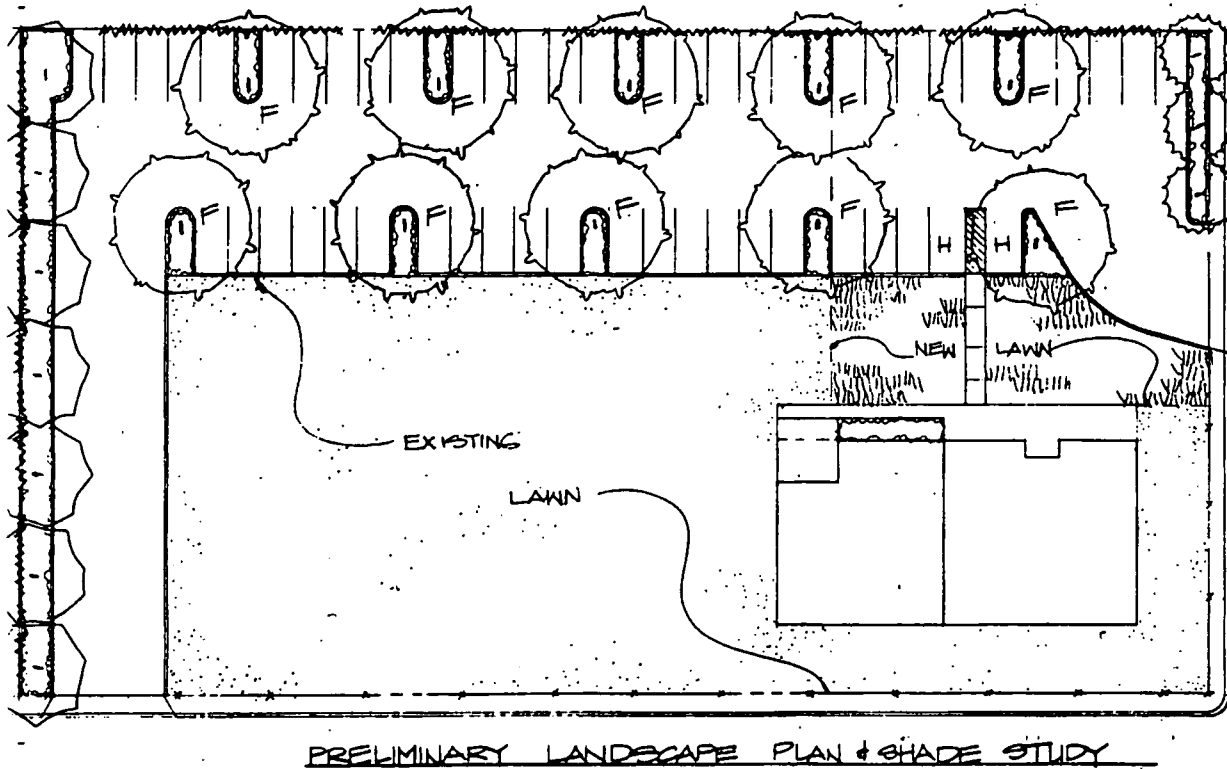 F F F F F
F F F F F
H H
NEW LAWN
EXISTING
LAWN
PRELIMINARY LANDSCAPE PLAN & SHADE STUDY